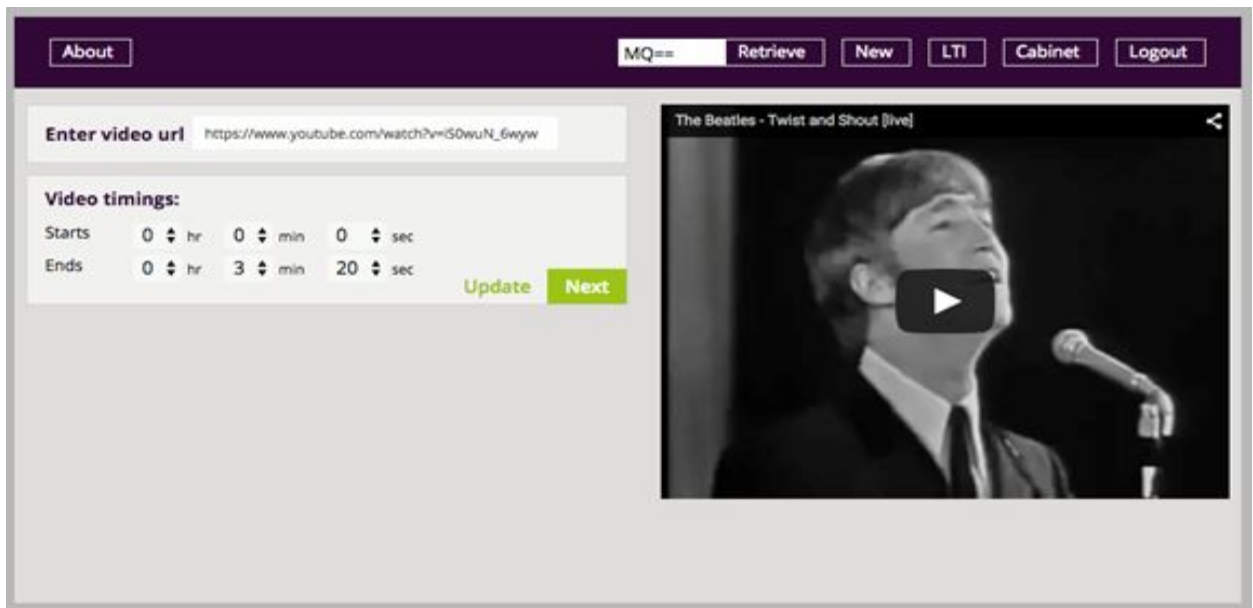 About
MQ== Retrieve New LTI Cabinet Logout
Enter video url https://www.youtube.com/watch?v=iS0wuN_6wyw
Video timings:
Starts 0 hr 0 min 0 sec
Ends 0 hr 3 min 20 sec
Update Next
The Beatles - Twist and Shout [live]